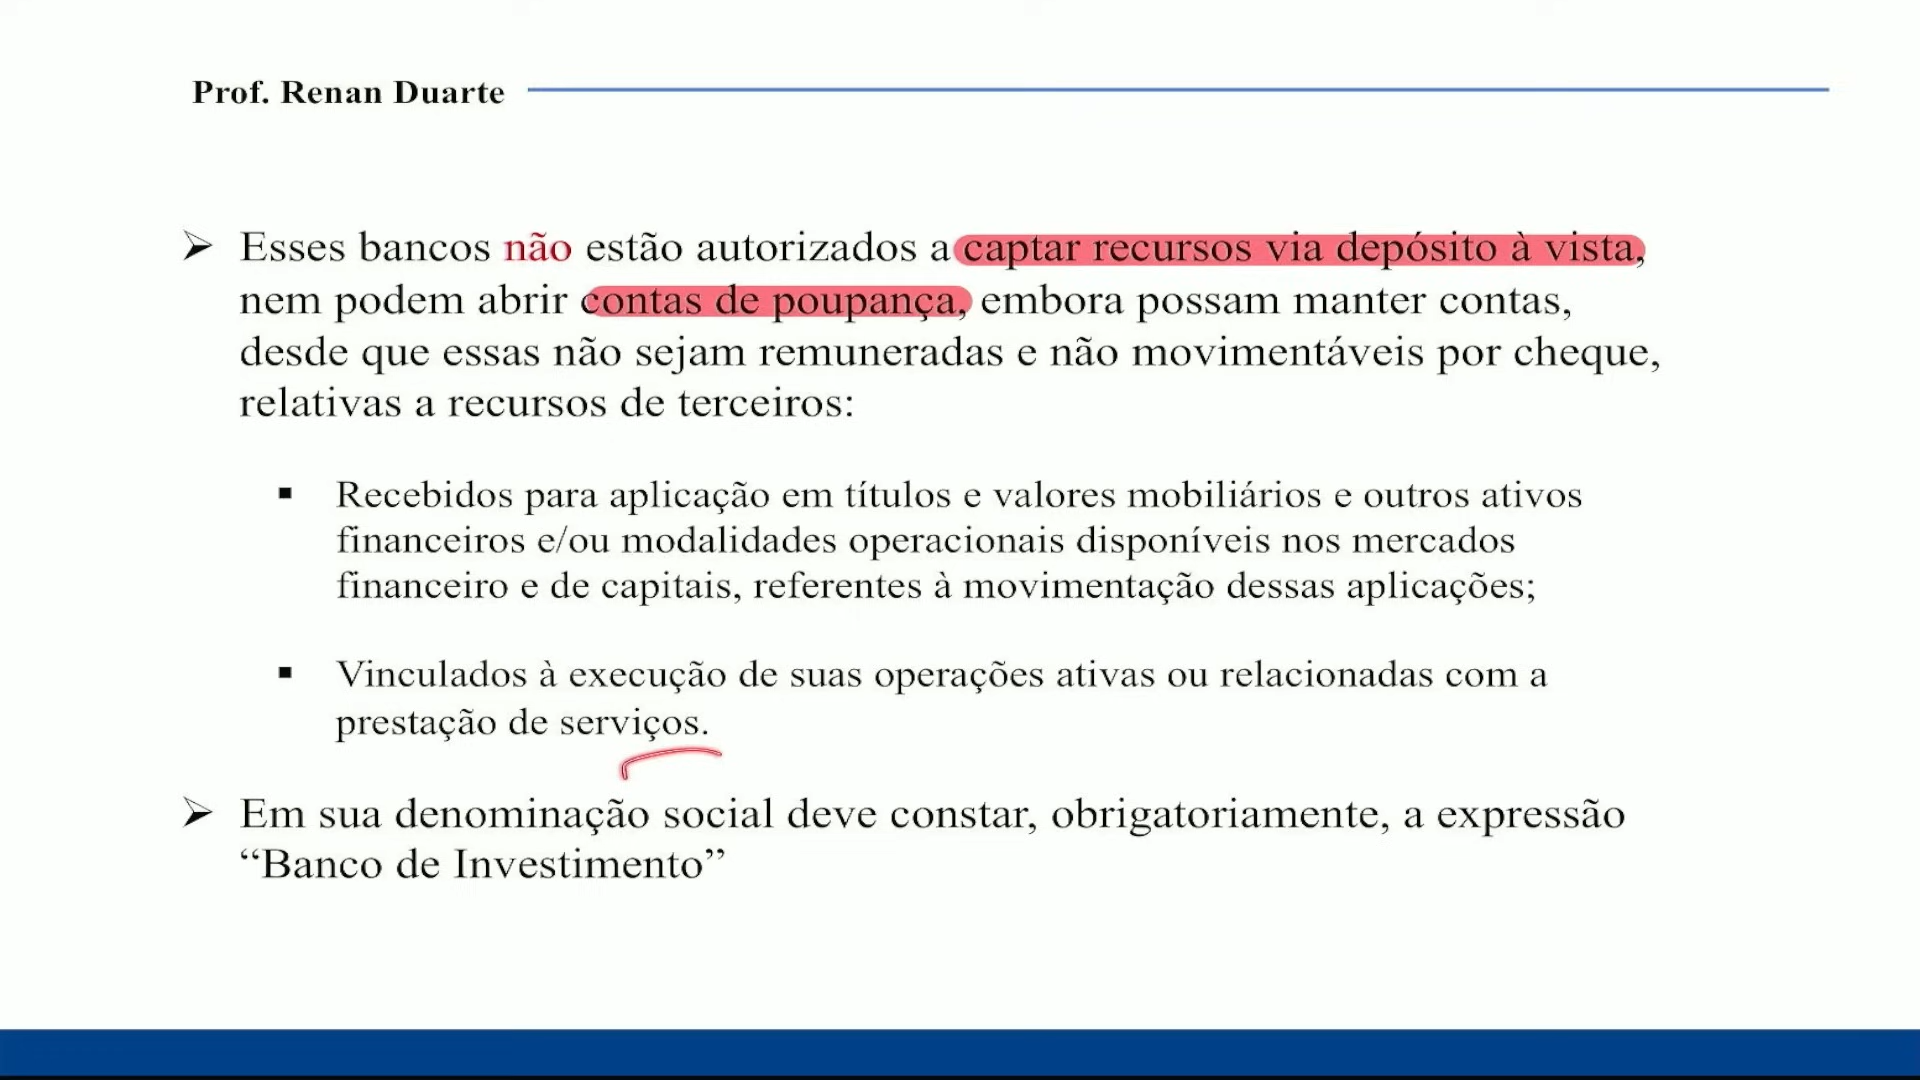 Prof. Renan Duarte
➢ Esses bancos não estão autorizados a captar recursos via depósito à vista,
nem podem abrir contas de poupança, embora possam manter contas,
desde que essas não sejam remuneradas e não movimentáveis por cheque,
relativas a recursos de terceiros:
▪ Recebidos para aplicação em títulos e valores mobiliários e outros ativos
financeiros e/ou modalidades operacionais disponíveis nos mercados
financeiro e de capitais, referentes à movimentação dessas aplicações;
▪ Vinculados à execução de suas operações ativas ou relacionadas com a
prestação de serviços.
➢ Em sua denominação social deve constar, obrigatoriamente, a expressão
“Banco de Investimento”